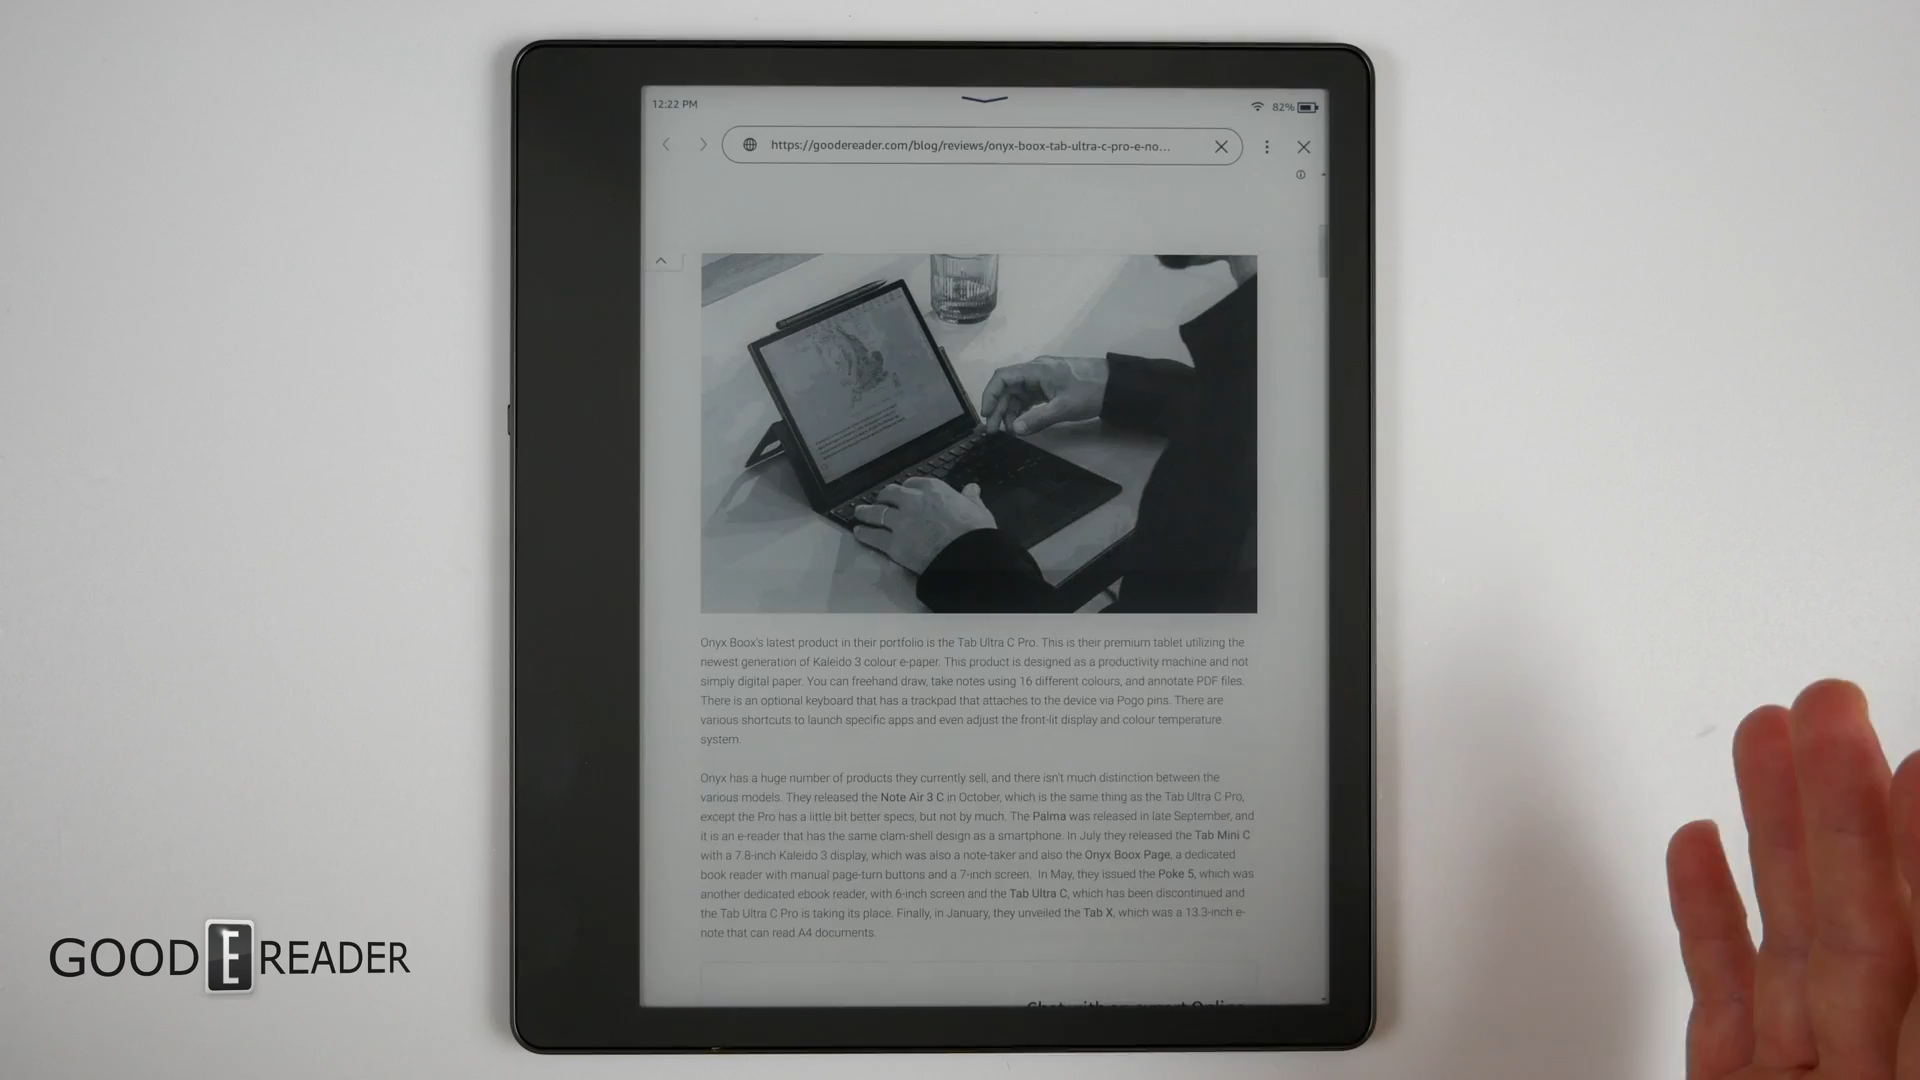 12:22 PM
82%
https://goodereader.com/blog/reviews/onyx-boox-tab-ultra-c-pro-e-no...
Onyx Boox's latest product in their portfolio is the Tab Ultra C Pro. This is their premium tablet utilizing the
newest generation of Kaleido 3 colour e-paper. This product is designed as a productivity machine and not
simply digital paper. You can freehand draw, take notes using 16 different colours, and annotate PDF files.
There is an optional keyboard that has a trackpad that attaches to the device via Pogo pins. There are
various shortcuts to launch specific apps and even adjust the front-lit display and colour temperature
system.
Onyx has a huge number of products they currently sell, and there isn't much distinction between the
various models. They released the Note Air 3 C in October, which is the same thing as the Tab Ultra C Pro,
except the Pro has a little bit better specs, but not by much. The Palma was released in late September, and
it is an e-reader that has the same clam-shell design as a smartphone. In July they released the Tab Mini C
with a 7.8-inch Kaleido 3 display, which was also a note-taker and also the Onyx Boox Page, a dedicated
book reader with manual page-turn buttons and a 7-inch screen. In May, they issued the Poke 5, which was
another dedicated ebook reader, with 6-inch screen and the Tab Ultra C, which has been discontinued and
the Tab Ultra C Pro is taking its place. Finally, in January, they unveiled the Tab X, which was a 13.3-inch e-
note that can read A4 documents.
Chat with an expert Online
GOOD E READER